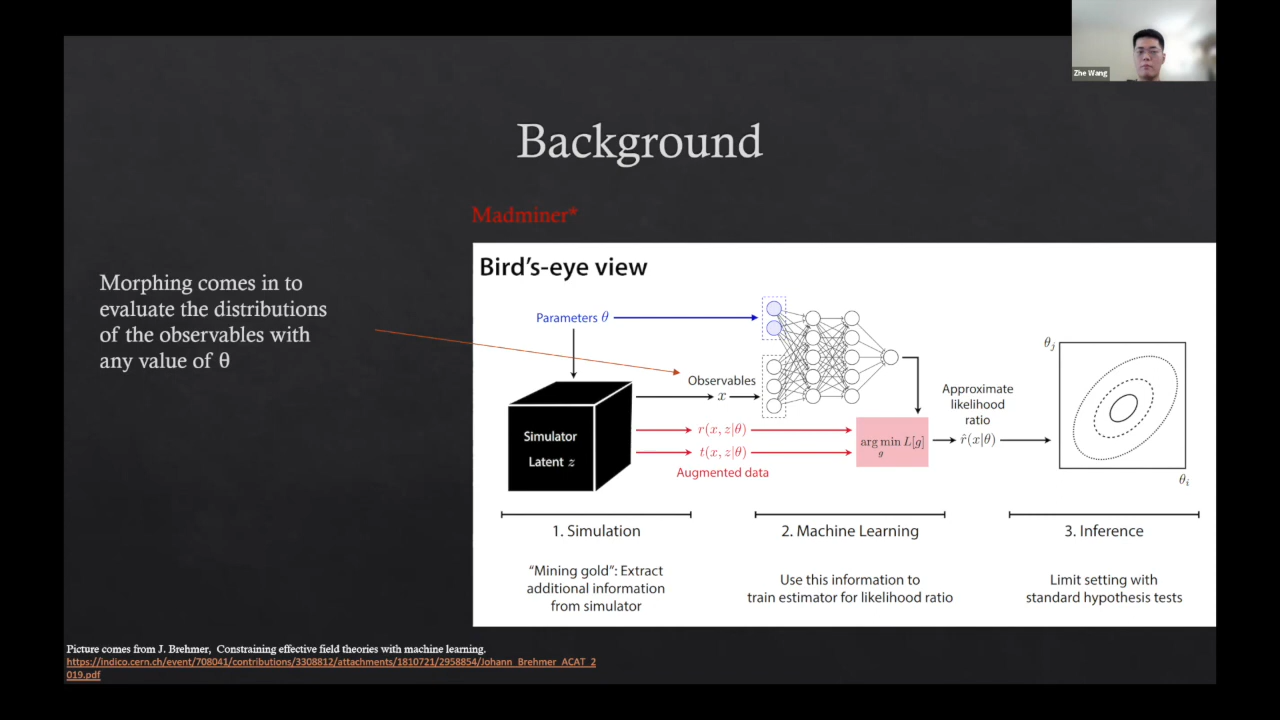 Zhe Wang
Background
Madminer*
Morphing comes in to
evaluate the distributions
of the observables with
any value of θ
Bird's-eye view
Parameters θ
Observables
x
Simulator
Latent z
r(x, z|θ)
t(x, z|θ)
Augmented data
arg min L[g]
g
Approximate
likelihood
ratio
r̂(x|θ)
θj
θi
1. Simulation
2. Machine Learning
3. Inference
"Mining gold": Extract
additional information
from simulator
Use this information to
train estimator for likelihood ratio
Limit setting with
standard hypothesis tests
Picture comes from J. Brehmer, Constraining effective field theories with machine learning.
https://indico.cern.ch/event/708041/contributions/3308812/attachments/1810721/2958854/Johann_Brehmer_ACAT_2
019.pdf